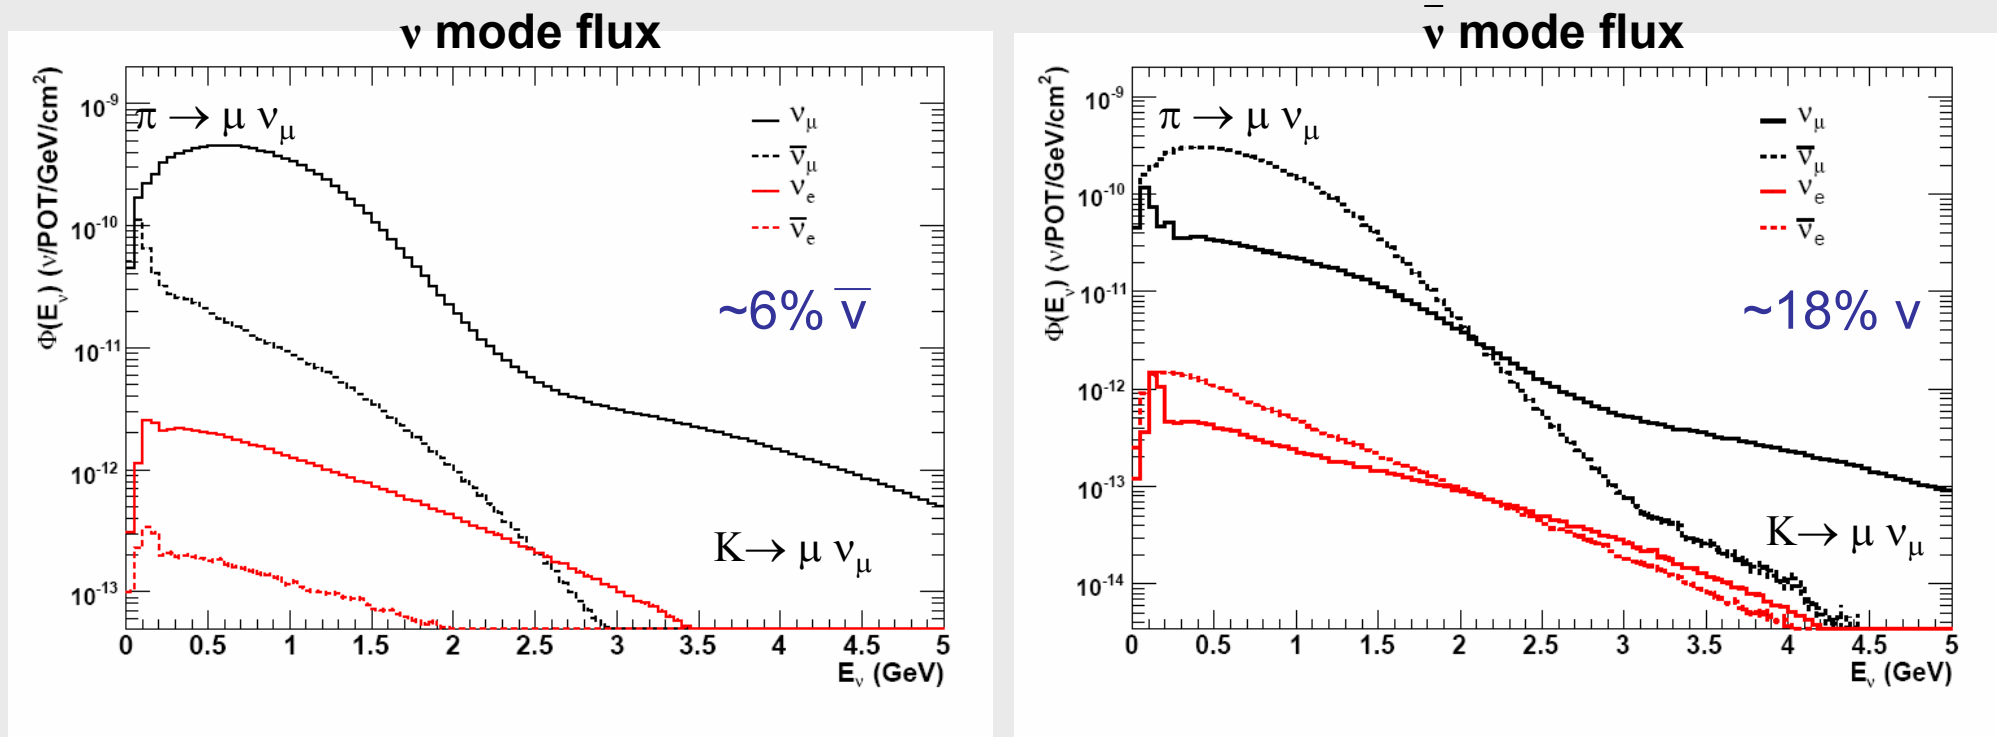 ν mode flux
Φ(E_ν) (ν/POT/GeV/cm²)
10⁻⁹
10⁻¹⁰
10⁻¹¹
10⁻¹²
10⁻¹³
π → μ ν_μ
ν_μ
ν̅_μ
ν_e
ν̅_e
~6% v̅
K→ μ ν_μ
0 0.5 1 1.5 2 2.5 3 3.5 4 4.5 5
E_ν (GeV)
ν̅ mode flux
Φ(E_ν) (ν/POT/GeV/cm²)
10⁻⁹
10⁻¹⁰
10⁻¹¹
10⁻¹²
10⁻¹³
10⁻¹⁴
π → μ ν_μ
ν_μ
ν̅_μ
ν_e
ν̅_e
~18% v
K→ μ ν_μ
0 0.5 1 1.5 2 2.5 3 3.5 4 4.5 5
E_ν (GeV)